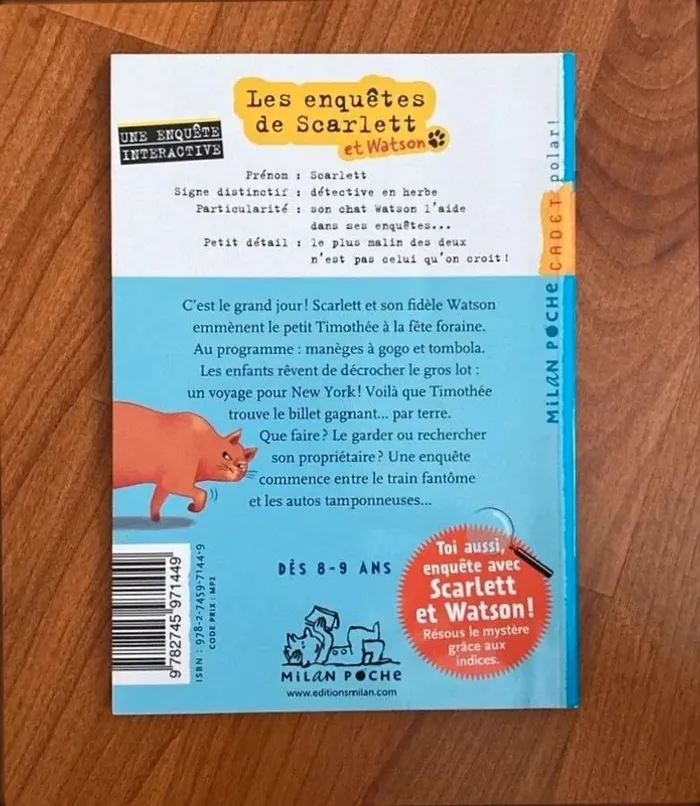 Les enquêtes
de Scarlett
et Watson
UNE ENQUÊTE
INTERACTIVE
Prénom : Scarlett
Signe distinctif : détective en herbe
Particularité : son chat Watson l'aide
dans ses enquêtes...
Petit détail : le plus malin des deux
n'est pas celui qu'on croit !
MiLAN POCHE CADET polar!
C'est le grand jour ! Scarlett et son fidèle Watson
emmènent le petit Timothée à la fête foraine.
Au programme : manèges à gogo et tombola.
Les enfants rêvent de décrocher le gros lot :
un voyage pour New York ! Voilà que Timothée
trouve le billet gagnant... par terre.
Que faire ? Le garder ou rechercher
son propriétaire ? Une enquête
commence entre le train fantôme
et les autos tamponneuses...
DÈS 8-9 ANS
Toi aussi,
enquête avec
Scarlett
et Watson !
Résous le mystère
grâce aux
indices.
9 782745 971449
ISBN : 978-2-7459-7144-9
CODE PRIX : MP2
MiLAN POCHE
www.editionsmilan.com